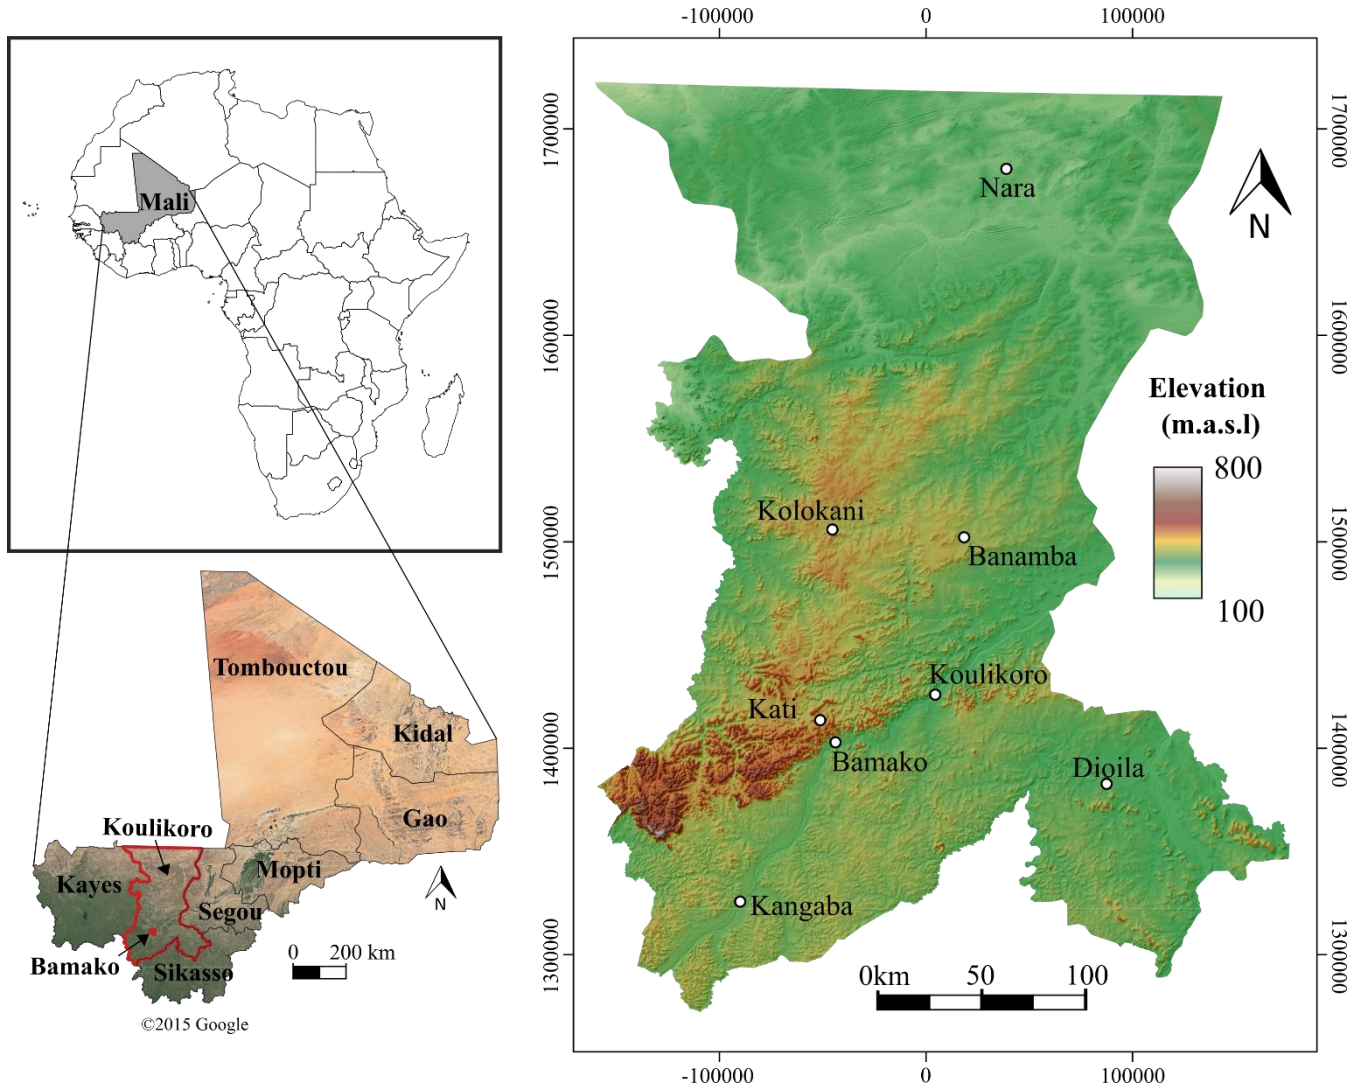 -100000
0
100000
Mali
Tombouctou
Kidal
Gao
Koulikoro
Mopti
Kayes
Segou
Bamako
Sikasso
N
0
200 km
©2015 Google
1700000
1600000
1500000
1400000
1300000
Nara
Kolokani
Banamba
Koulikoro
Kati
Bamako
Dioila
Kangaba
0km
50
100
N
Elevation
(m.a.s.l)
800
100
1700000
1600000
1500000
1400000
1300000
-100000
0
100000